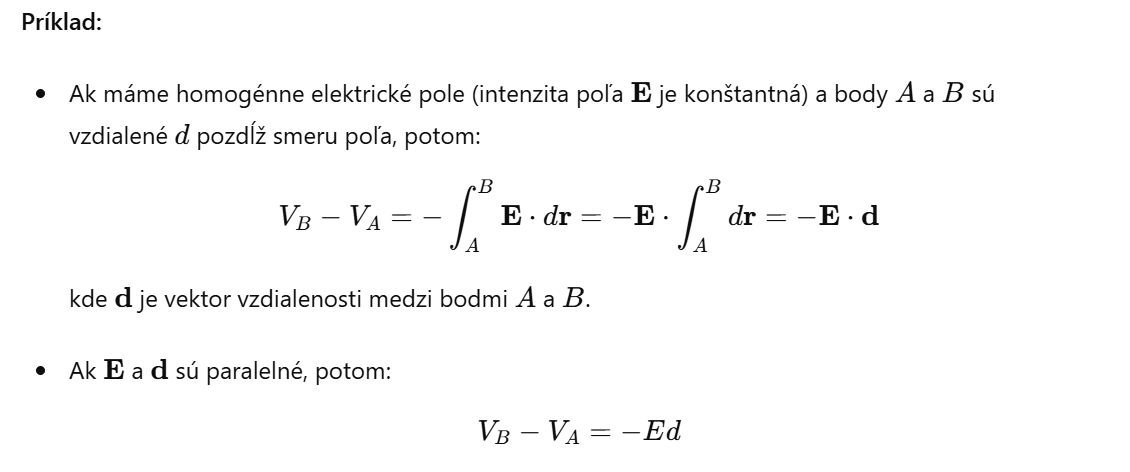 Príklad:
• Ak máme homogénne elektrické pole (intenzita poľa E je konštantná) a body A a B sú
vzdialené d pozdĺž smeru poľa, potom:
V_B − V_A = − ∫_A^B E · dr = −E · ∫_A^B dr = −E · d
kde d je vektor vzdialenosti medzi bodmi A a B.
• Ak E a d sú paralelné, potom:
V_B − V_A = −Ed